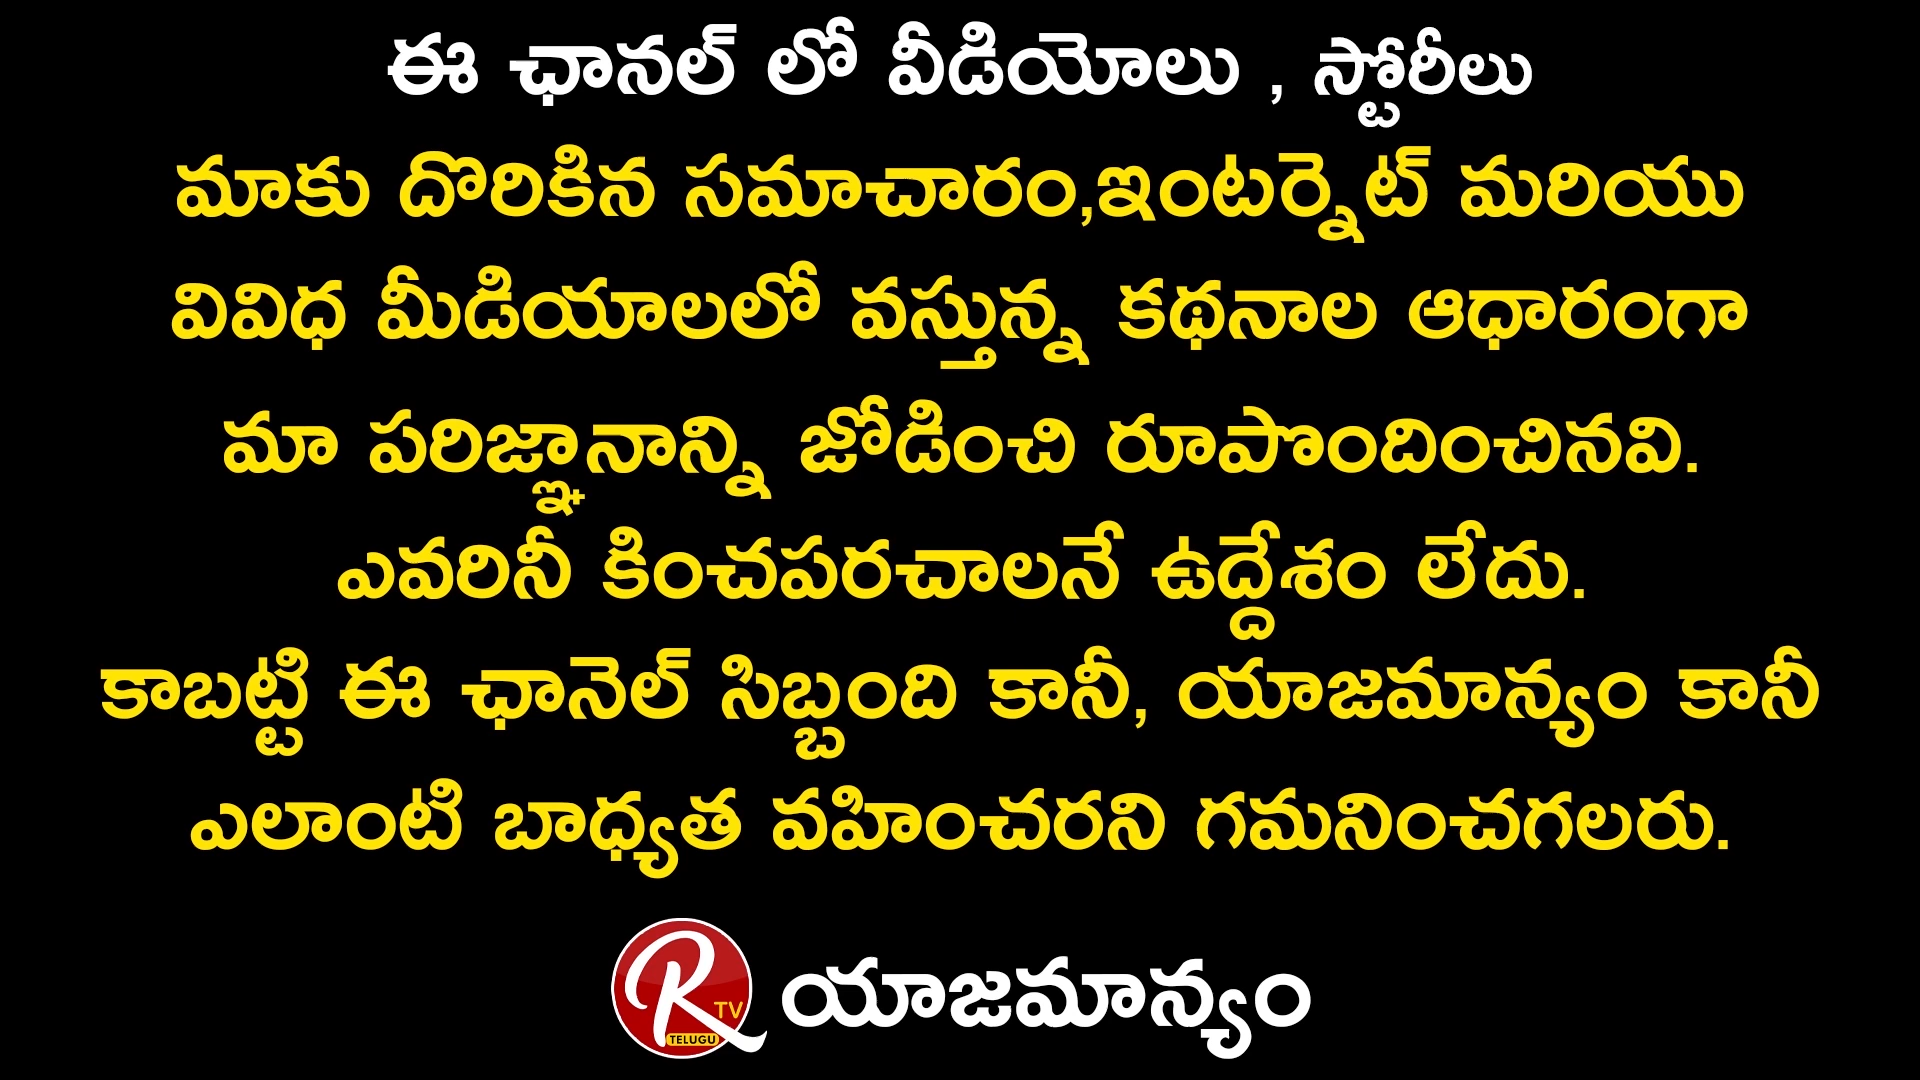 ఈ ఛానల్ లో వీడియోలు , స్టోరీలు
మాకు దొరికిన సమాచారం,ఇంటర్నెట్ మరియు
వివిధ మీడియాలలో వస్తున్న కథనాల ఆధారంగా
మా పరిజ్ఞానాన్ని జోడించి రూపొందించినవి.
ఎవరినీ కించపరచాలనే ఉద్దేశం లేదు.
కాబట్టి ఈ ఛానెల్ సిబ్బంది కానీ, యాజమాన్యం కానీ
ఎలాంటి బాధ్యత వహించరని గమనించగలరు.
R TV TELUGU యాజమాన్యం